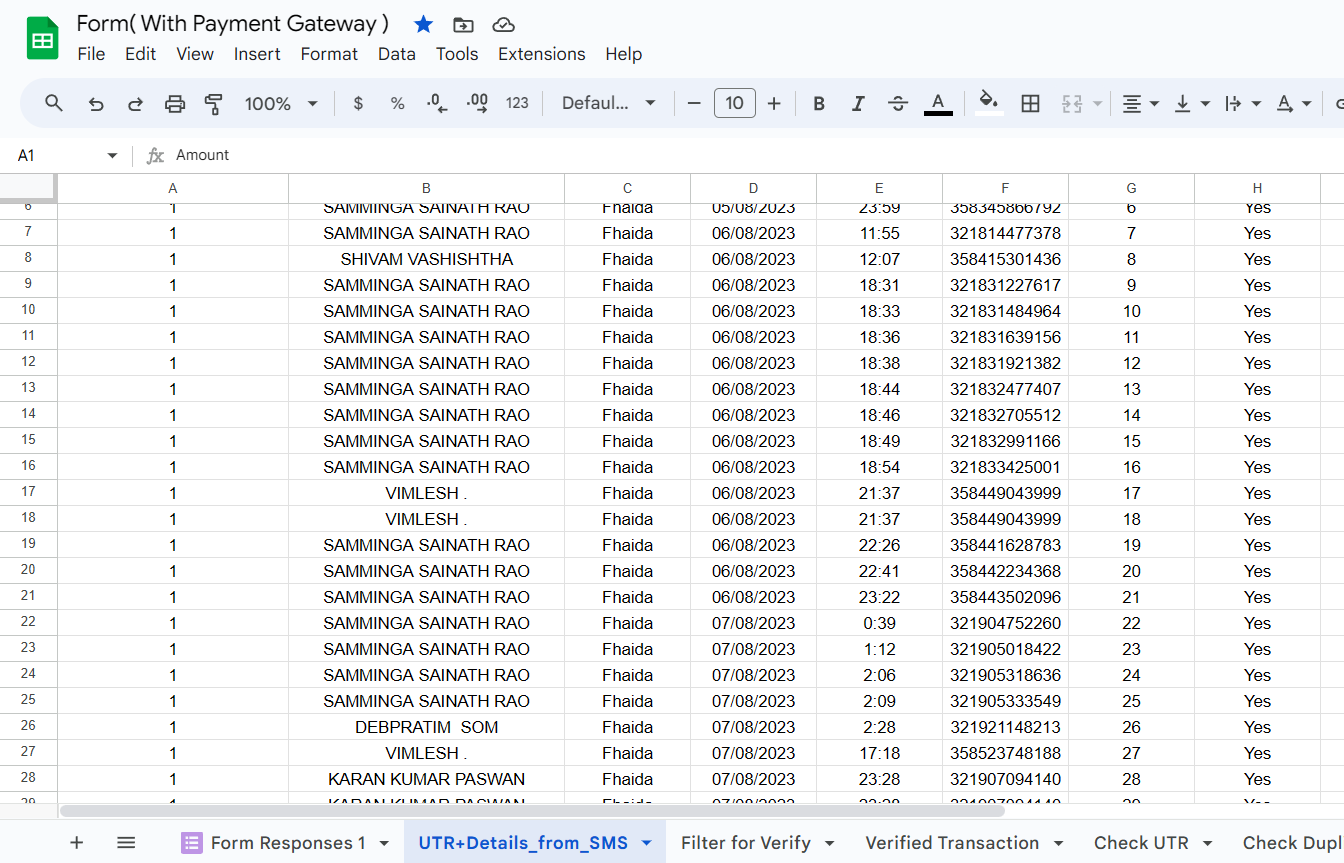 Form( With Payment Gateway )
File Edit View Insert Format Data Tools Extensions Help
100% $ % .0 .00 123 Defaul... 10 B I A A
A1 fx Amount
A B C D E F G H
6 1 SAMMINGA SAINATH RAO Fhaida 05/08/2023 23:59 358345866792 6 Yes
7 1 SAMMINGA SAINATH RAO Fhaida 06/08/2023 11:55 321814477378 7 Yes
8 1 SHIVAM VASHISHTHA Fhaida 06/08/2023 12:07 358415301436 8 Yes
9 1 SAMMINGA SAINATH RAO Fhaida 06/08/2023 18:31 321831227617 9 Yes
10 1 SAMMINGA SAINATH RAO Fhaida 06/08/2023 18:33 321831484964 10 Yes
11 1 SAMMINGA SAINATH RAO Fhaida 06/08/2023 18:36 321831639156 11 Yes
12 1 SAMMINGA SAINATH RAO Fhaida 06/08/2023 18:38 321831921382 12 Yes
13 1 SAMMINGA SAINATH RAO Fhaida 06/08/2023 18:44 321832477407 13 Yes
14 1 SAMMINGA SAINATH RAO Fhaida 06/08/2023 18:46 321832705512 14 Yes
15 1 SAMMINGA SAINATH RAO Fhaida 06/08/2023 18:49 321832991166 15 Yes
16 1 SAMMINGA SAINATH RAO Fhaida 06/08/2023 18:54 321833425001 16 Yes
17 1 VIMLESH . Fhaida 06/08/2023 21:37 358449043999 17 Yes
18 1 VIMLESH . Fhaida 06/08/2023 21:37 358449043999 18 Yes
19 1 SAMMINGA SAINATH RAO Fhaida 06/08/2023 22:26 358441628783 19 Yes
20 1 SAMMINGA SAINATH RAO Fhaida 06/08/2023 22:41 358442234368 20 Yes
21 1 SAMMINGA SAINATH RAO Fhaida 06/08/2023 23:22 358443502096 21 Yes
22 1 SAMMINGA SAINATH RAO Fhaida 07/08/2023 0:39 321904752260 22 Yes
23 1 SAMMINGA SAINATH RAO Fhaida 07/08/2023 1:12 321905018422 23 Yes
24 1 SAMMINGA SAINATH RAO Fhaida 07/08/2023 2:06 321905318636 24 Yes
25 1 SAMMINGA SAINATH RAO Fhaida 07/08/2023 2:09 321905333549 25 Yes
26 1 DEBPRATIM  SOM Fhaida 07/08/2023 2:28 321921148213 26 Yes
27 1 VIMLESH . Fhaida 07/08/2023 17:18 358523748188 27 Yes
28 1 KARAN KUMAR PASWAN Fhaida 07/08/2023 23:28 321907094140 28 Yes
Form Responses 1 UTR+Details_from_SMS Filter for Verify Verified Transaction Check UTR Check Dupl